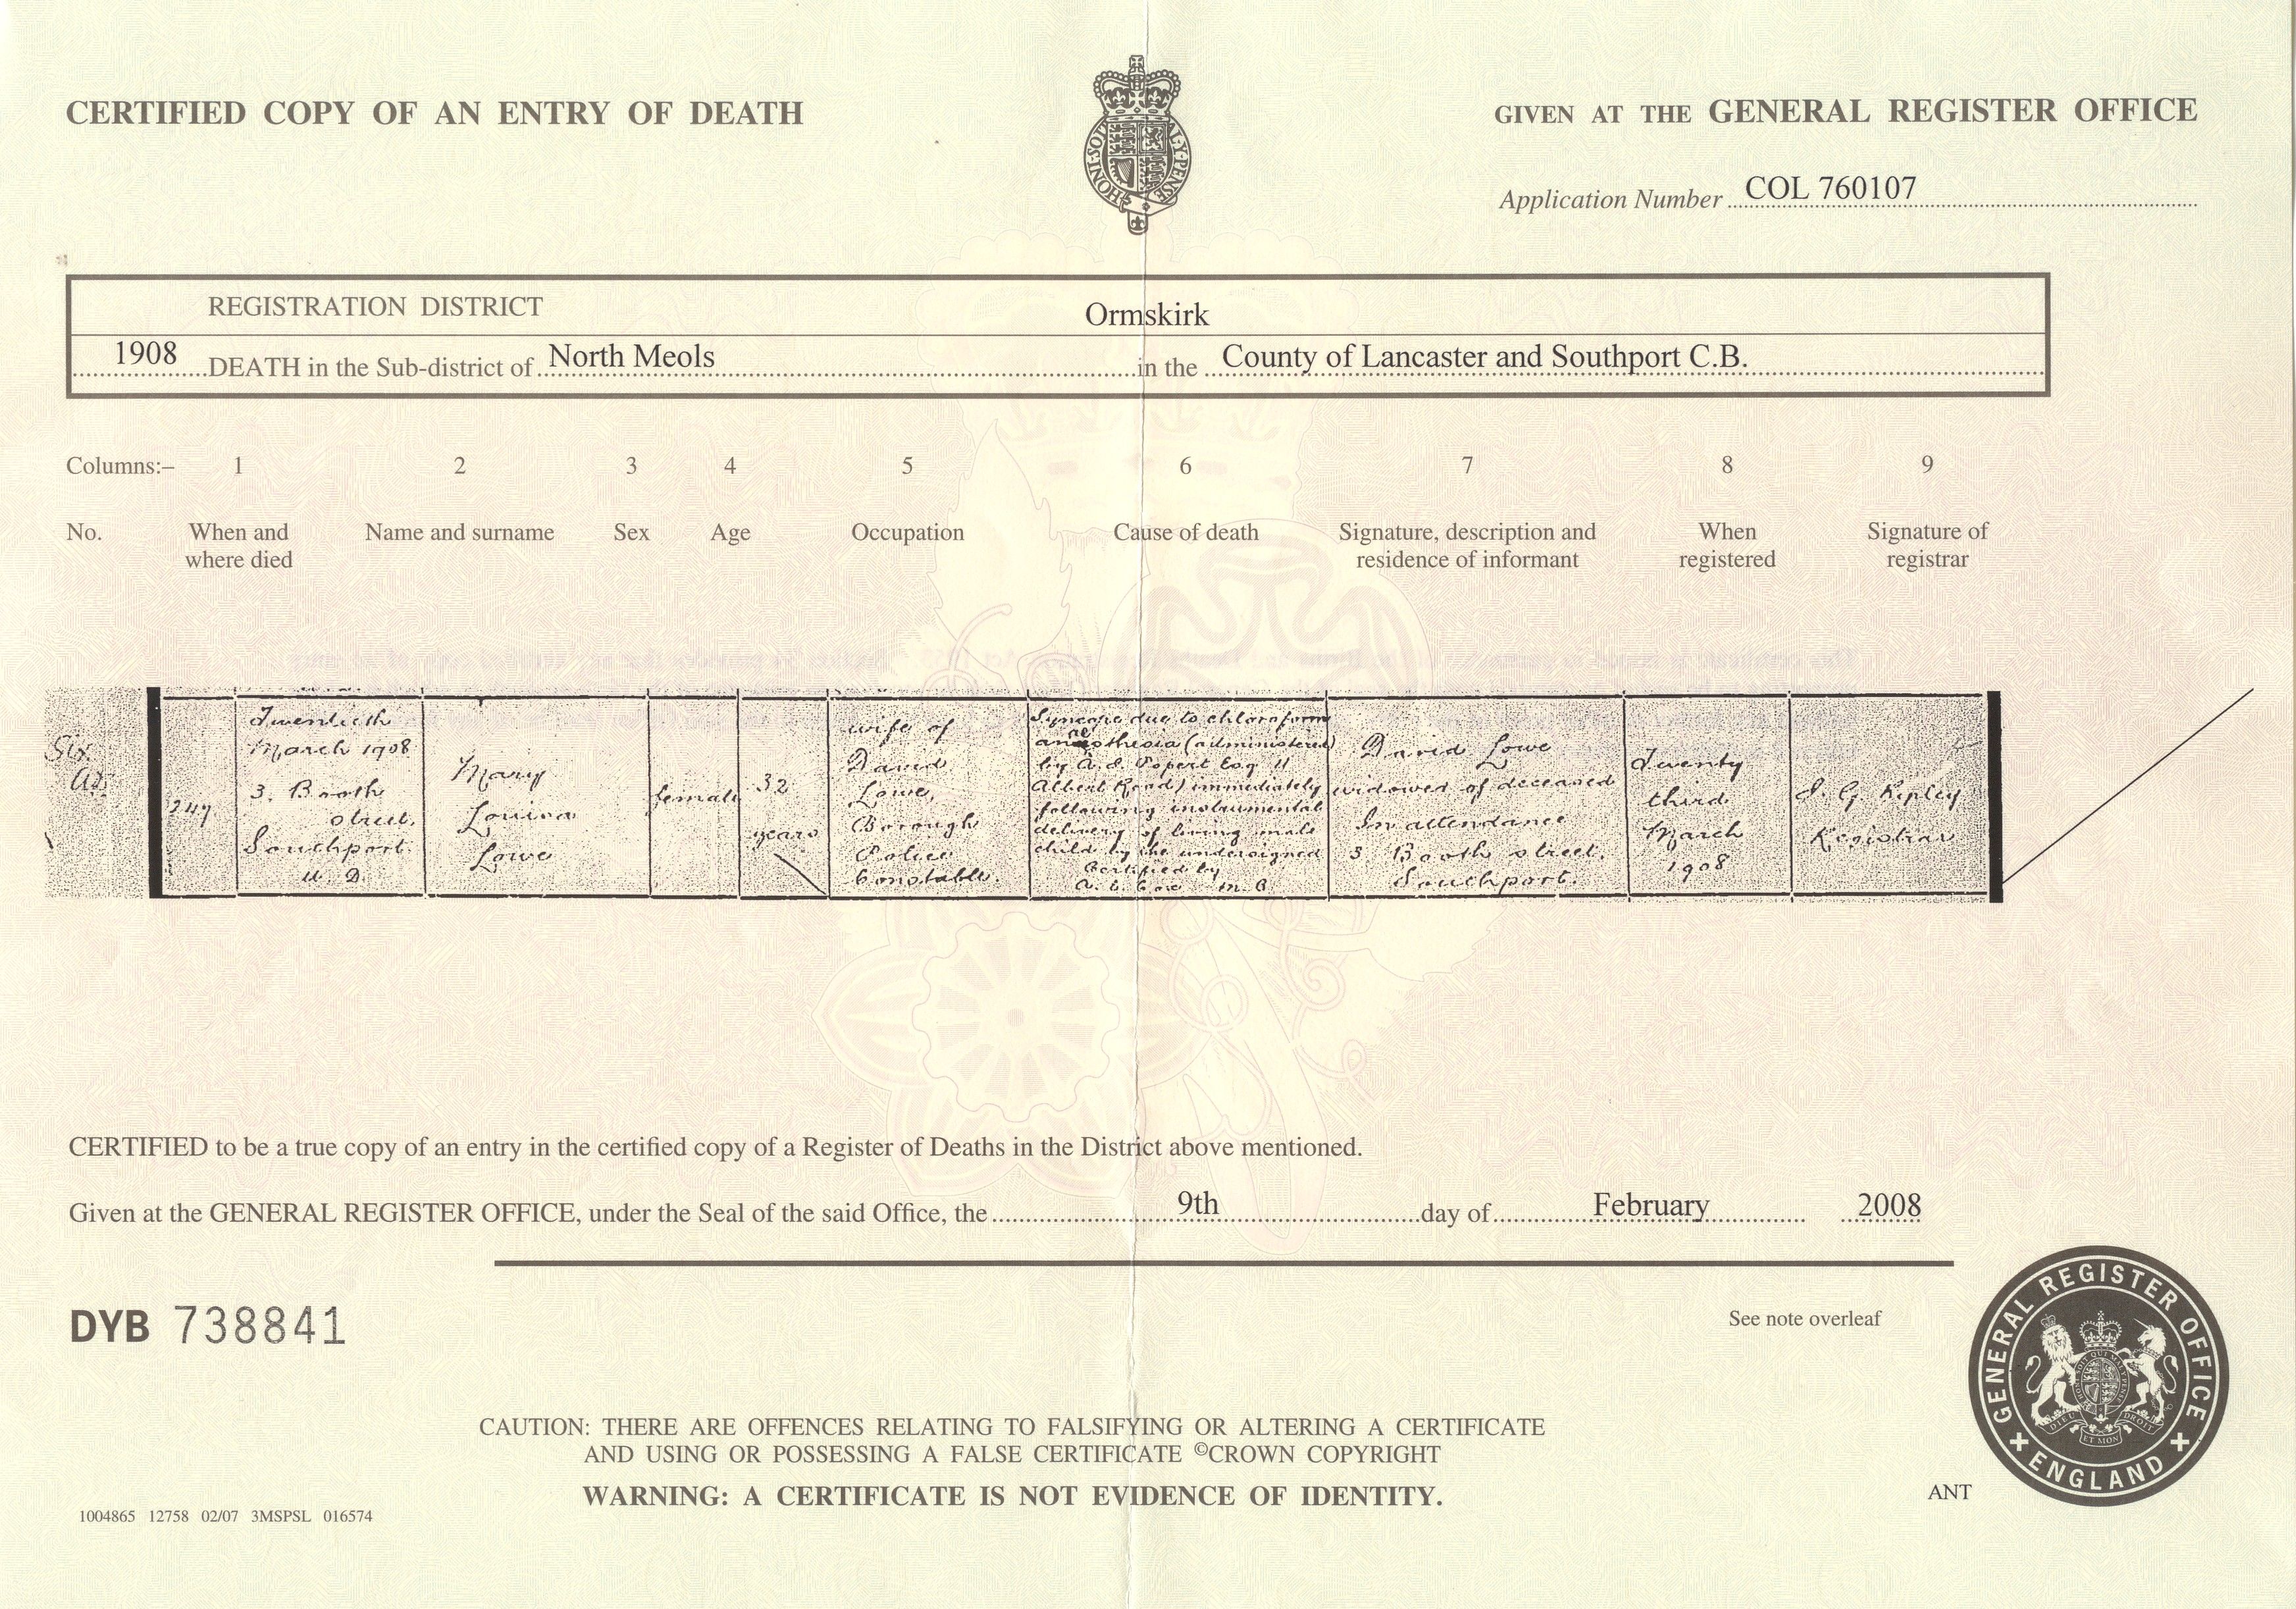 CERTIFIED COPY OF AN ENTRY OF DEATH
GIVEN AT THE GENERAL REGISTER OFFICE
HONI SOIT Y PENSE
Application Number COL 760107
REGISTRATION DISTRICT Ormskirk
1908 DEATH in the Sub-district of North Meols in the County of Lancaster and Southport C.B.
Columns:– 1 2 3 4 5 6 7 8 9
No. When and where died Name and surname Sex Age Occupation Cause of death Signature, description and residence of informant When registered Signature of registrar
247
Twentieth
March 1908
3. Booth
street.
Southport.
U. D.
Mary
Louisa
Lowe
female
32
years
wife of
David
Lowe,
Borough
Police
Constable.
Syncope due to chloroform
anaesthesia (administered
by A. S. Popert Esq 11
Albert Road) immediately
following instrumental
delivery of living male
child by the undersigned
Certified by
M. B.
David Lowe
widower of deceased
In attendance
3 Booth street.
Southport.
Twenty
third
March
1908
J. G. Ripley
Registrar
CERTIFIED to be a true copy of an entry in the certified copy of a Register of Deaths in the District above mentioned.
Given at the GENERAL REGISTER OFFICE, under the Seal of the said Office, the 9th day of February 2008
DYB 738841
See note overleaf
GENERAL REGISTER OFFICE
ENGLAND
CAUTION: THERE ARE OFFENCES RELATING TO FALSIFYING OR ALTERING A CERTIFICATE
AND USING OR POSSESSING A FALSE CERTIFICATE ©CROWN COPYRIGHT
WARNING: A CERTIFICATE IS NOT EVIDENCE OF IDENTITY.
ANT
1004865 12758 02/07 3MSPSL 016574